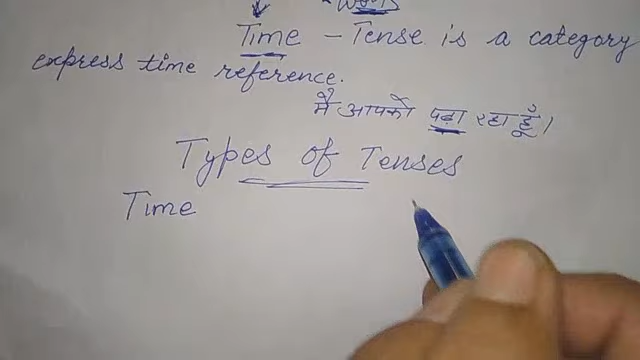 Time – Tense is a category
express time reference.
मैं आपको पढ़ा रहा हूँ।
Types of Tenses
Time